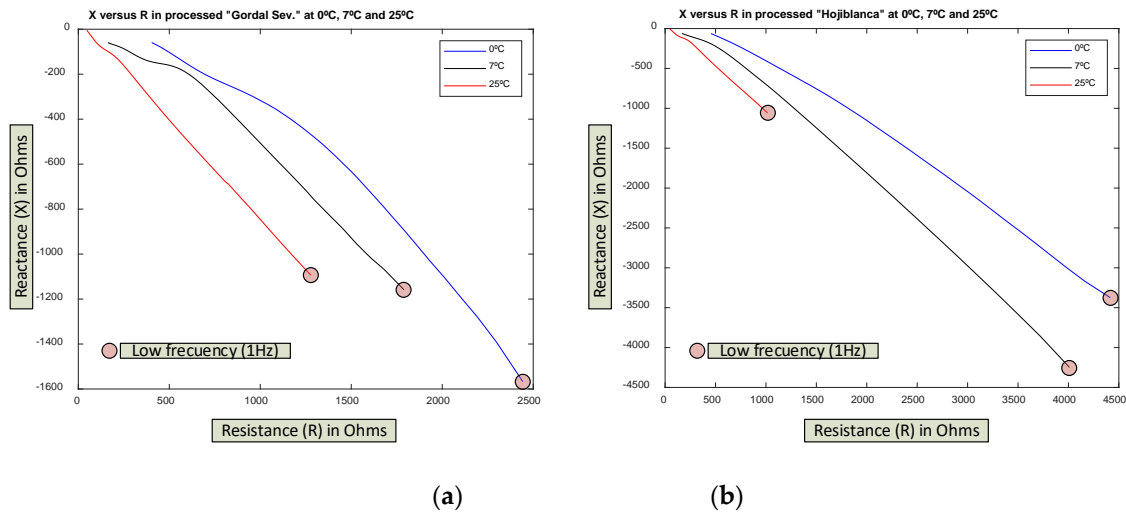 X versus R in processed "Gordal Sev." at 0ºC, 7ºC and 25ºC
0ºC
7ºC
25ºC
0
-200
-400
-600
-800
-1000
-1200
-1400
-1600
Reactance (X) in Ohms
Low frecuency (1Hz)
0
500
1000
1500
2000
2500
Resistance (R) in Ohms
(a)
X versus R in processed "Hojiblanca" at 0ºC, 7ºC and 25ºC
0ºC
7ºC
25ºC
0
-500
-1000
-1500
-2000
-2500
-3000
-3500
-4000
-4500
Reactance (X) in Ohms
Low frecuency (1Hz)
0
500
1000
1500
2000
2500
3000
3500
4000
4500
Resistance (R) in Ohms
(b)